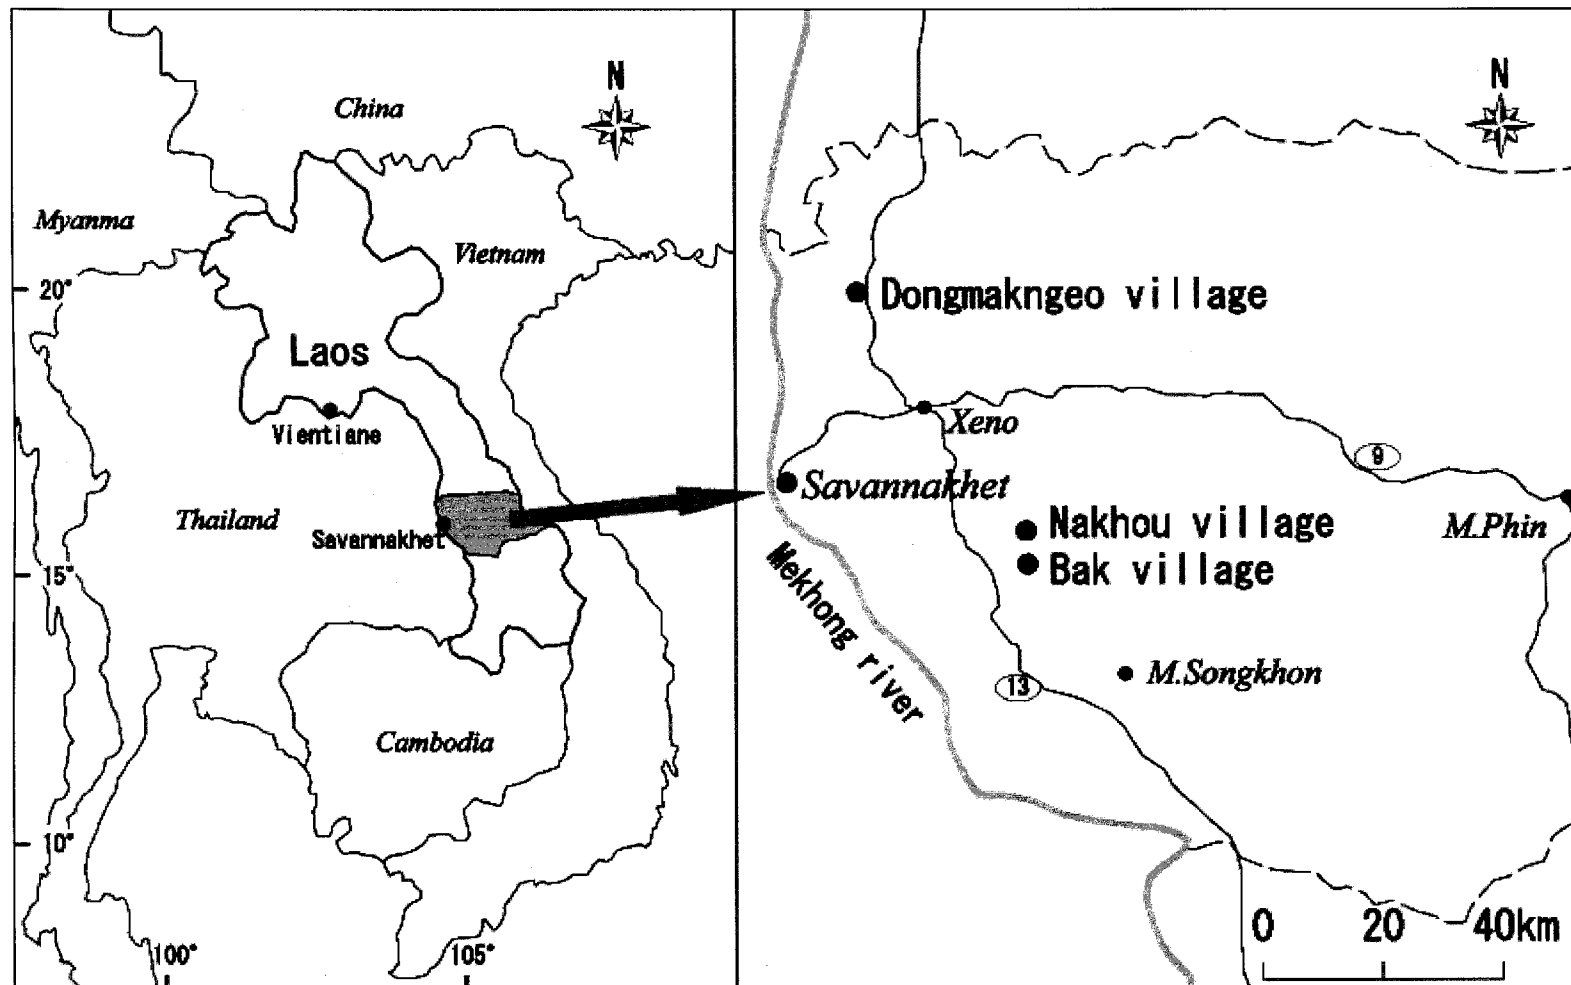 N
China
Myanma
Vietnam
20°
Laos
Vientiane
Thailand
Savannakhet
15°
Cambodia
10°
100°
105°
N
Dongmakngeo village
Xeno
9
Savannakhet
M.Phin
Nakhou village
Bak village
Mekhong river
M.Songkhon
13
0 20 40km